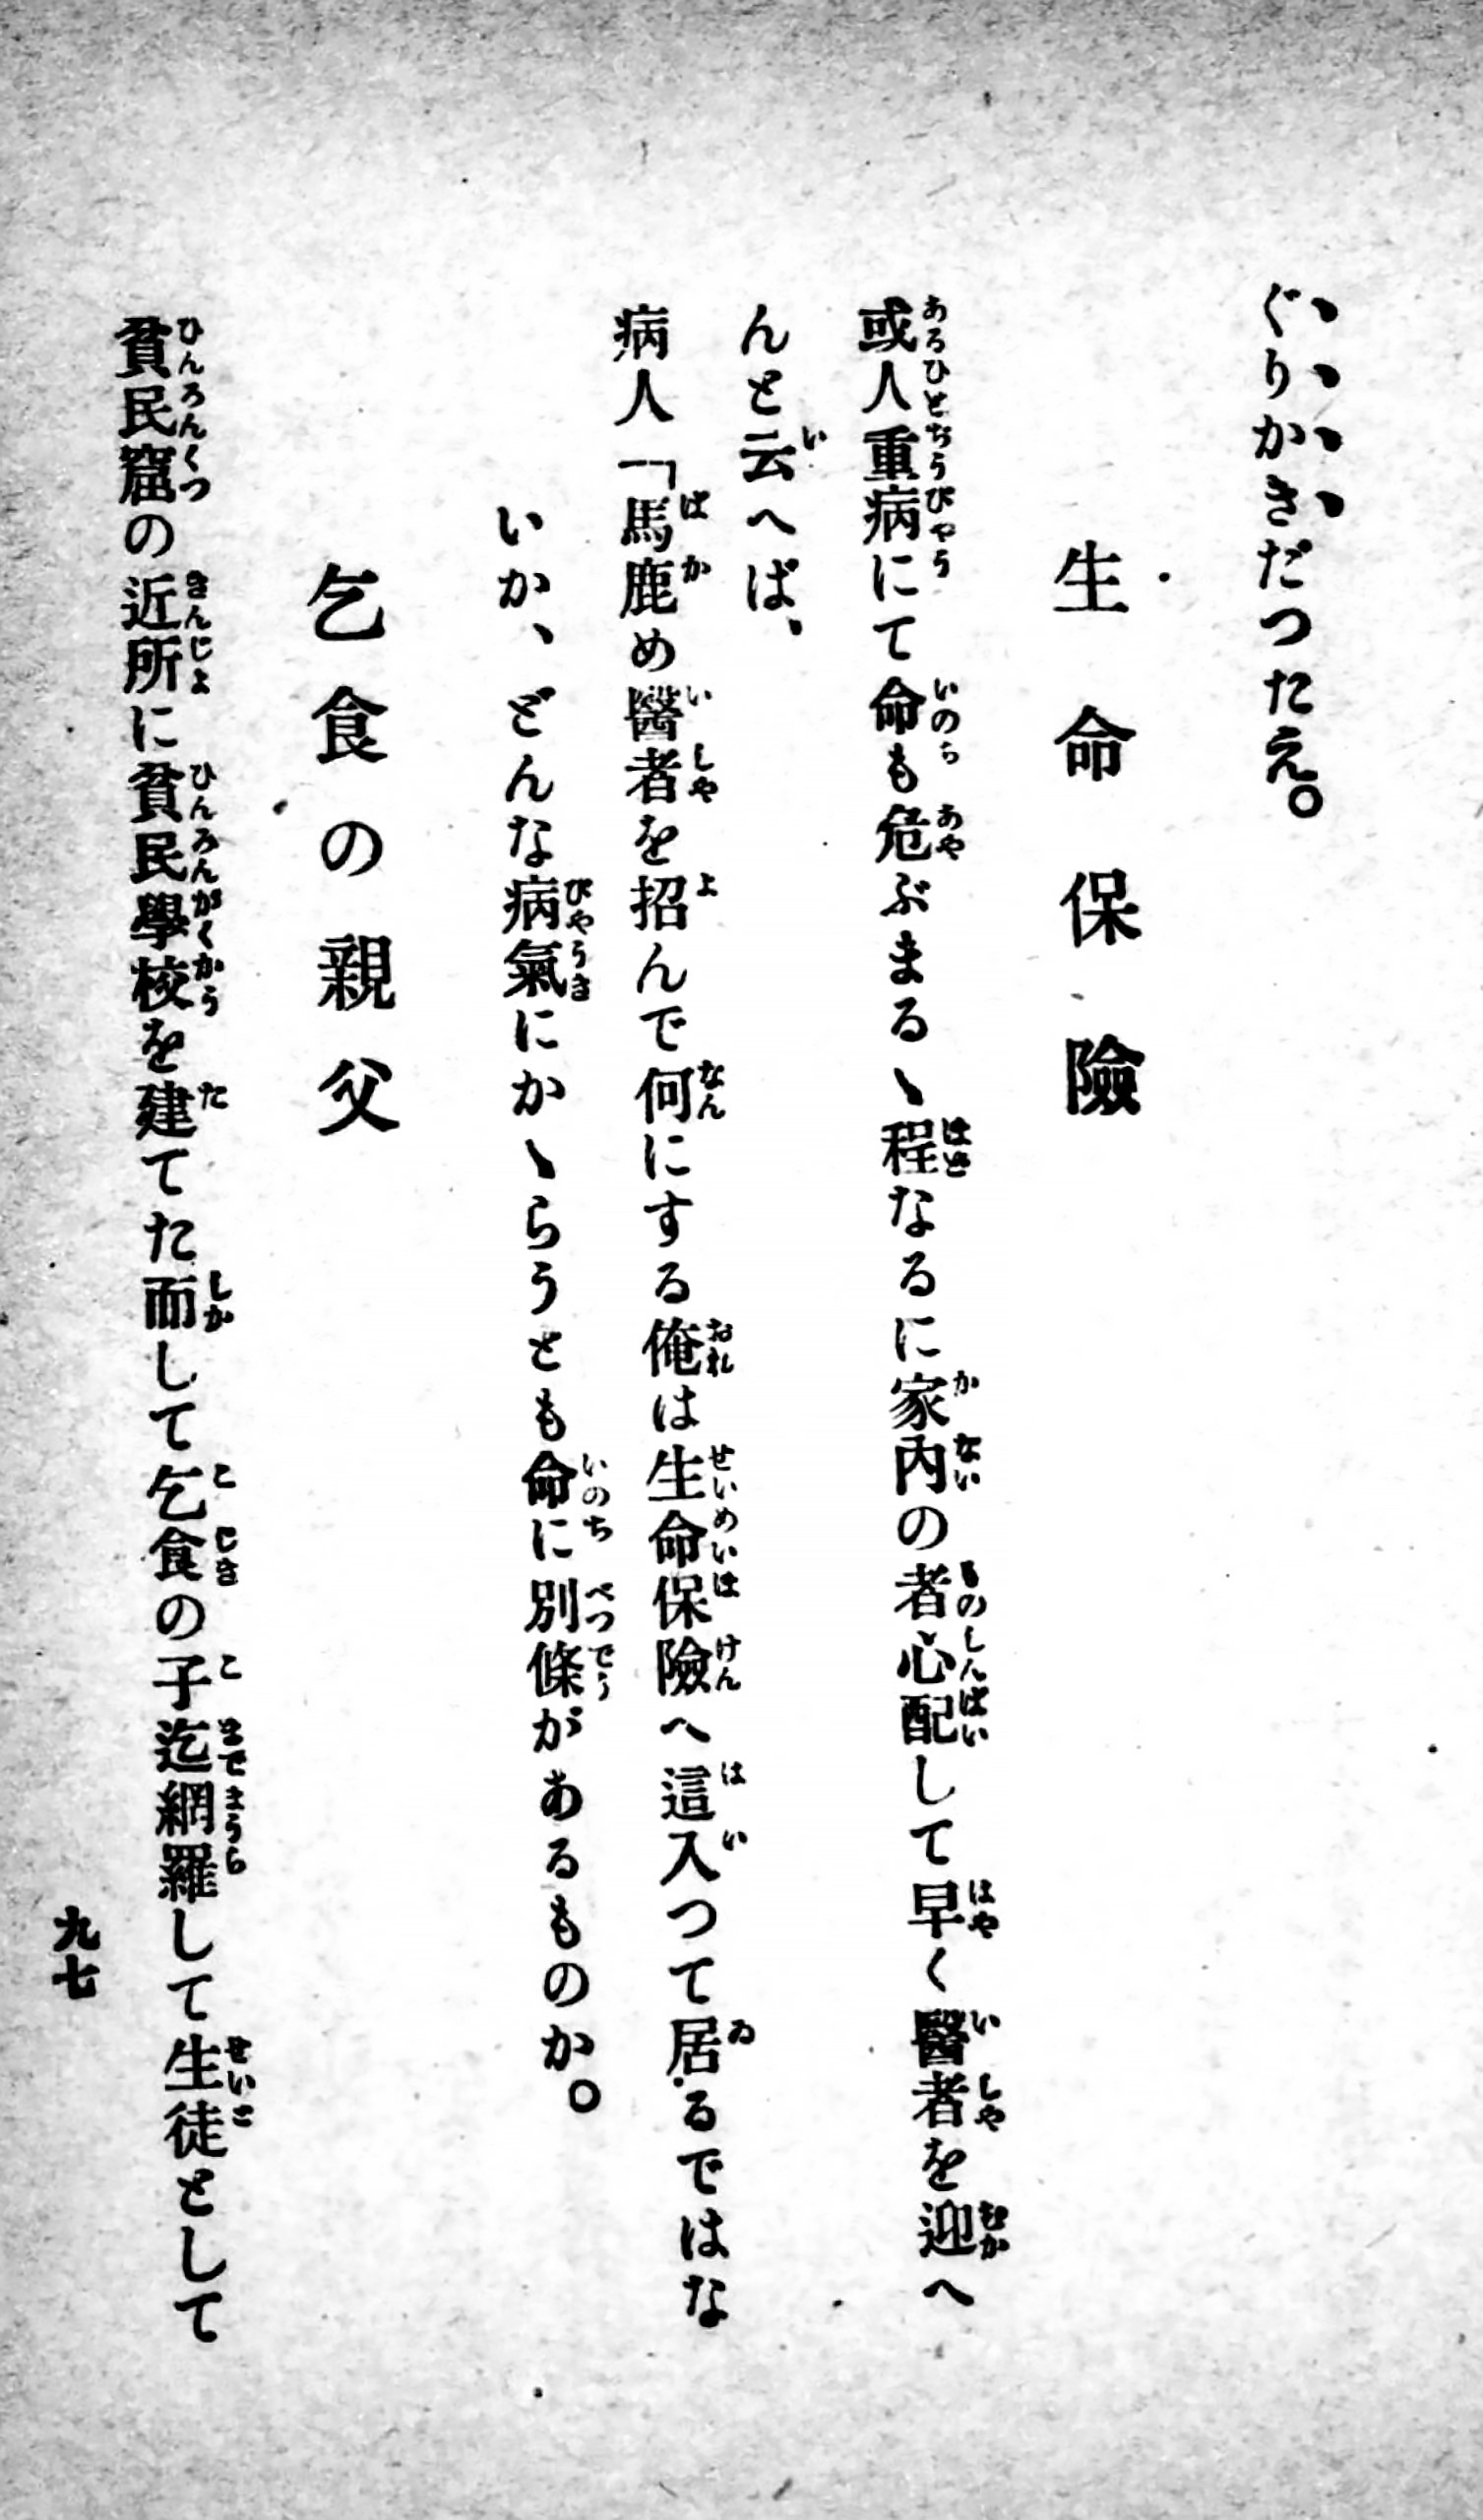 ぐりかきだつたえ。
生命保險
或人重病にて命も危ぶまるゝ程なるに家內の者心配して早く醫者を迎へ
んと云へば、
病人「馬鹿め醫者を招んで何にする俺は生命保險へ這入つて居るではな
いか、どんな病氣にかゝらうとも命に別條があるものか。
乞食の親父
貧民窟の近所に貧民學校を建てた而して乞食の子迄網羅して生徒として
九七